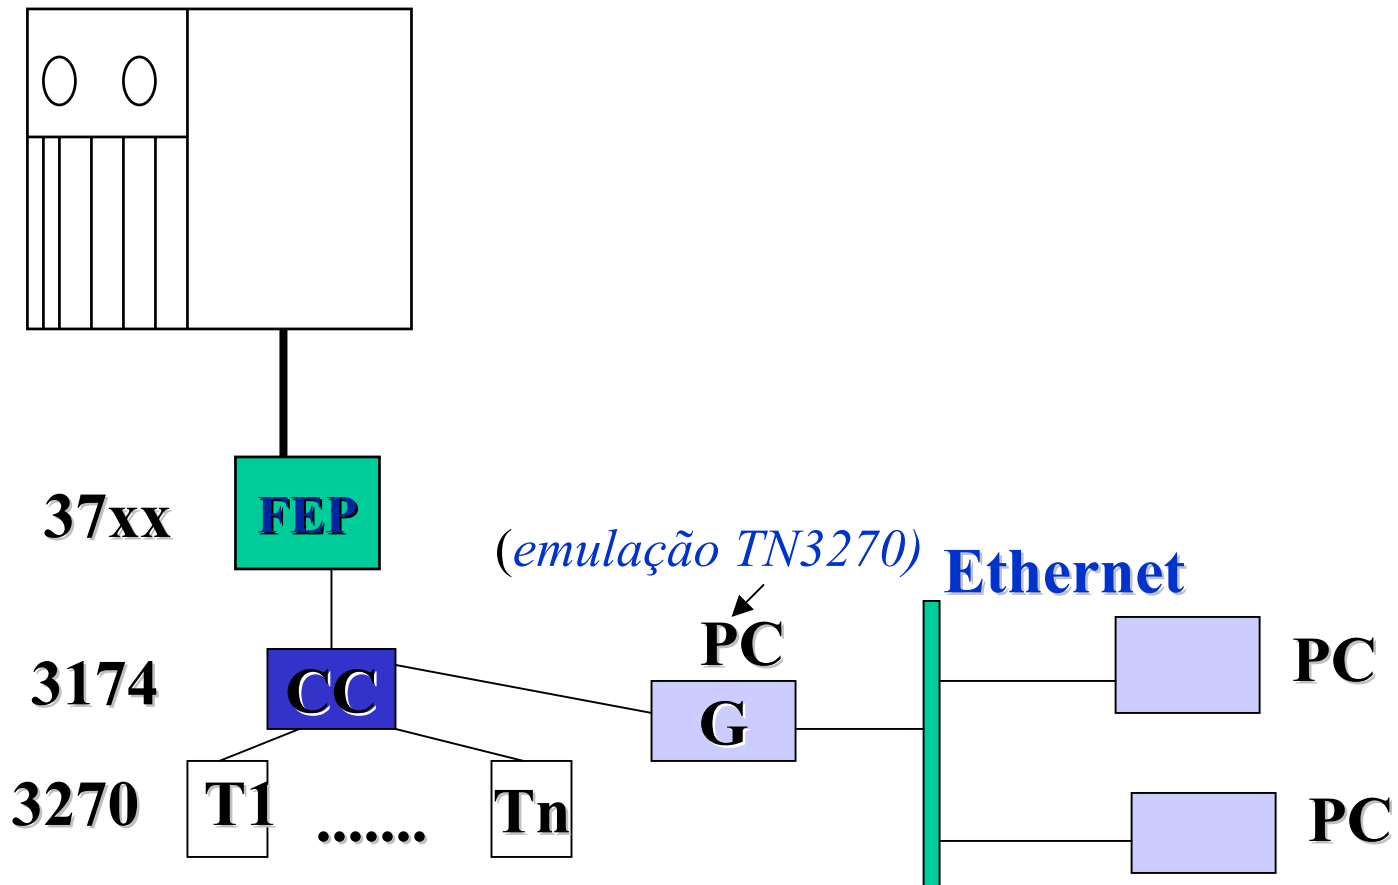 37xx
FEP
(emulação TN3270)
Ethernet
PC
PC
3174
CC
G
3270
T1
.......
Tn
PC